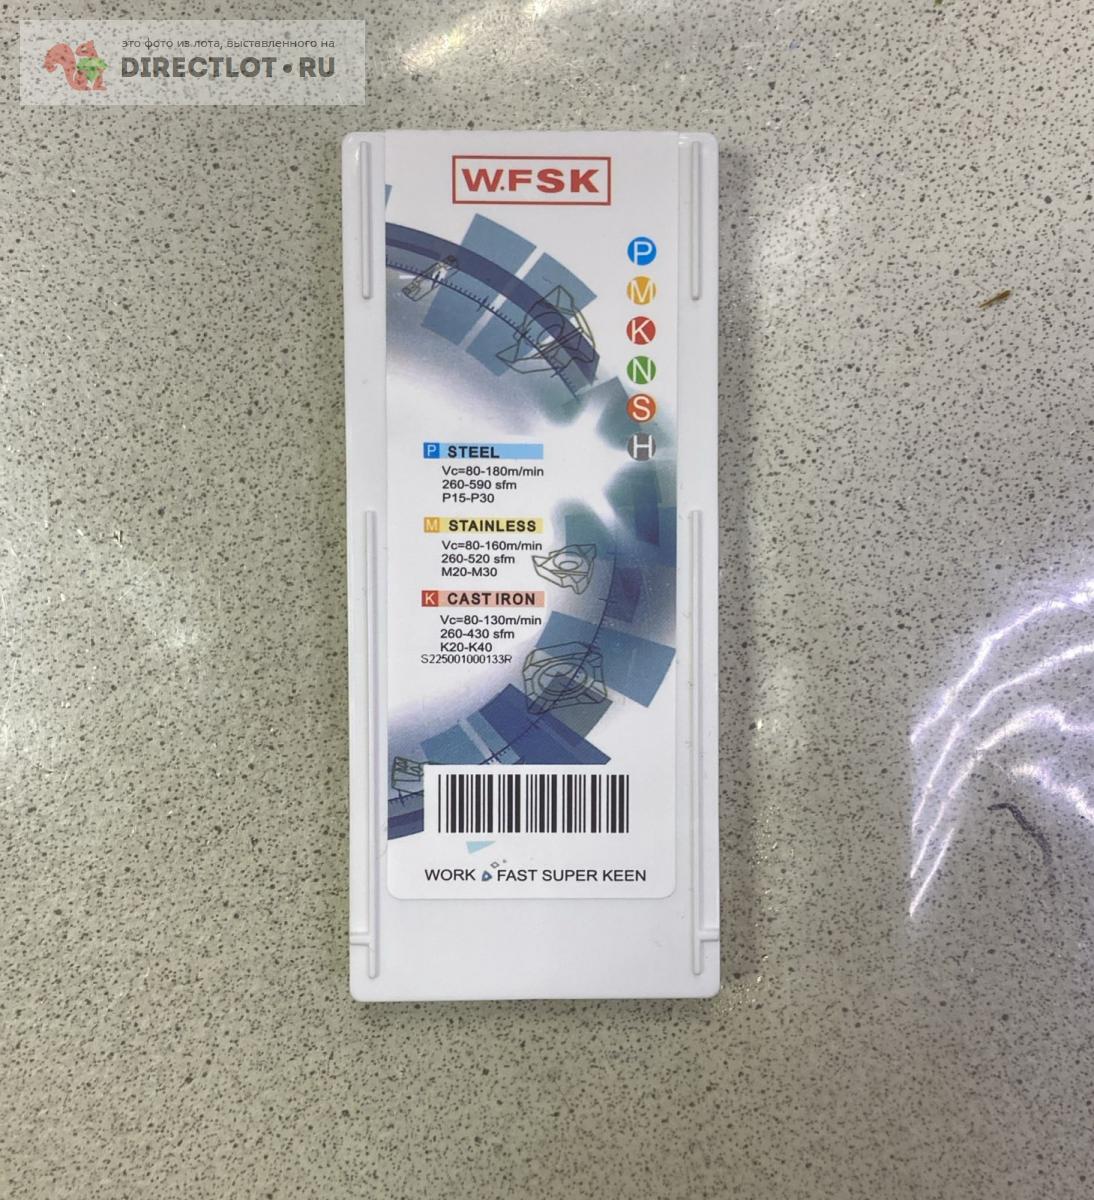 это фото из лота, выставленного на
DIRECTLOT•RU
W.FSK
P
M
K
N
S
H
P STEEL
Vc=80-180m/min
260-590 sfm
P15-P30
M STAINLESS
Vc=80-160m/min
260-520 sfm
M20-M30
K CAST IRON
Vc=80-130m/min
260-430 sfm
K20-K40
S225001000133R
WORK FAST SUPER KEEN